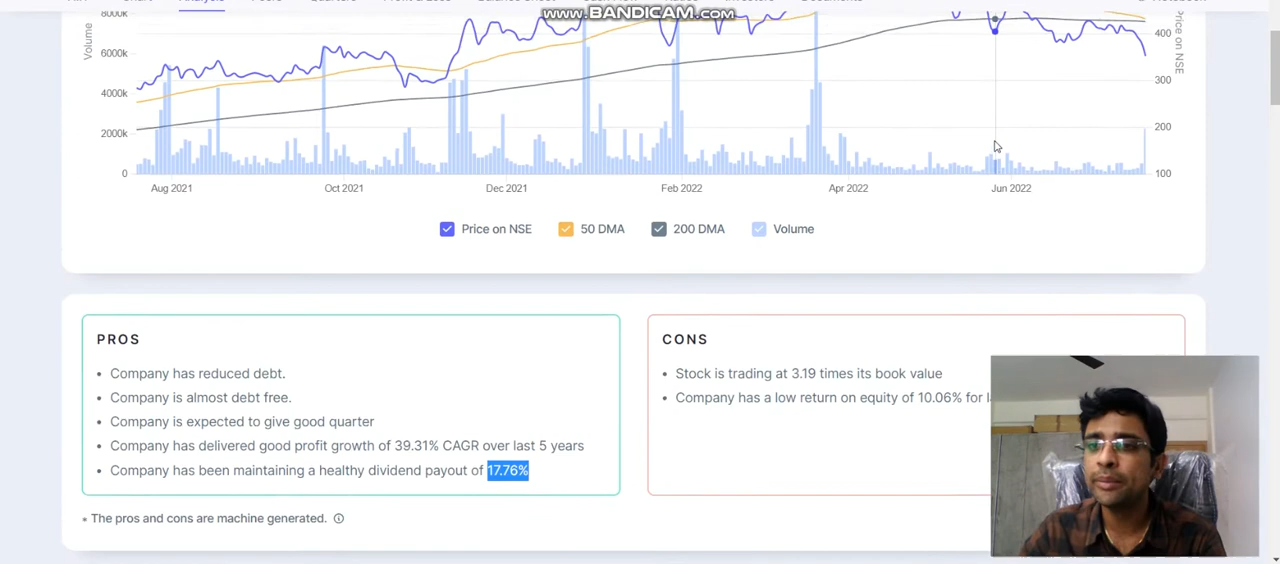 Analysis
8000k
www.BANDICAM.com
400
Volume
6000k
Price on NSE
300
4000k
200
2000k
0
100
Aug 2021 Oct 2021 Dec 2021 Feb 2022 Apr 2022 Jun 2022
Price on NSE 50 DMA 200 DMA Volume
PROS
Company has reduced debt.
Company is almost debt free.
Company is expected to give good quarter
Company has delivered good profit growth of 39.31% CAGR over last 5 years
Company has been maintaining a healthy dividend payout of 17.76%
CONS
Stock is trading at 3.19 times its book value
Company has a low return on equity of 10.06% for
The pros and cons are machine generated.